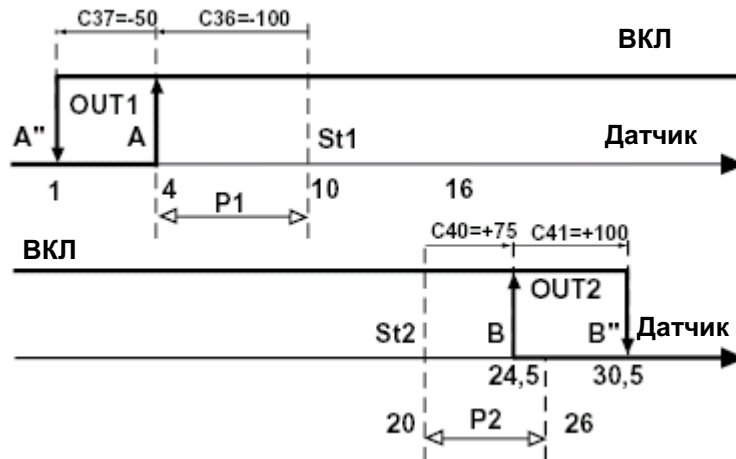 C37=-50 C36=-100
ВКЛ
OUT1
A" A St1 Датчик
1 4 10 16
P1
C40=+75 C41=+100
ВКЛ
OUT2
St2 B B" Датчик
24,5 30,5
20 P2 26